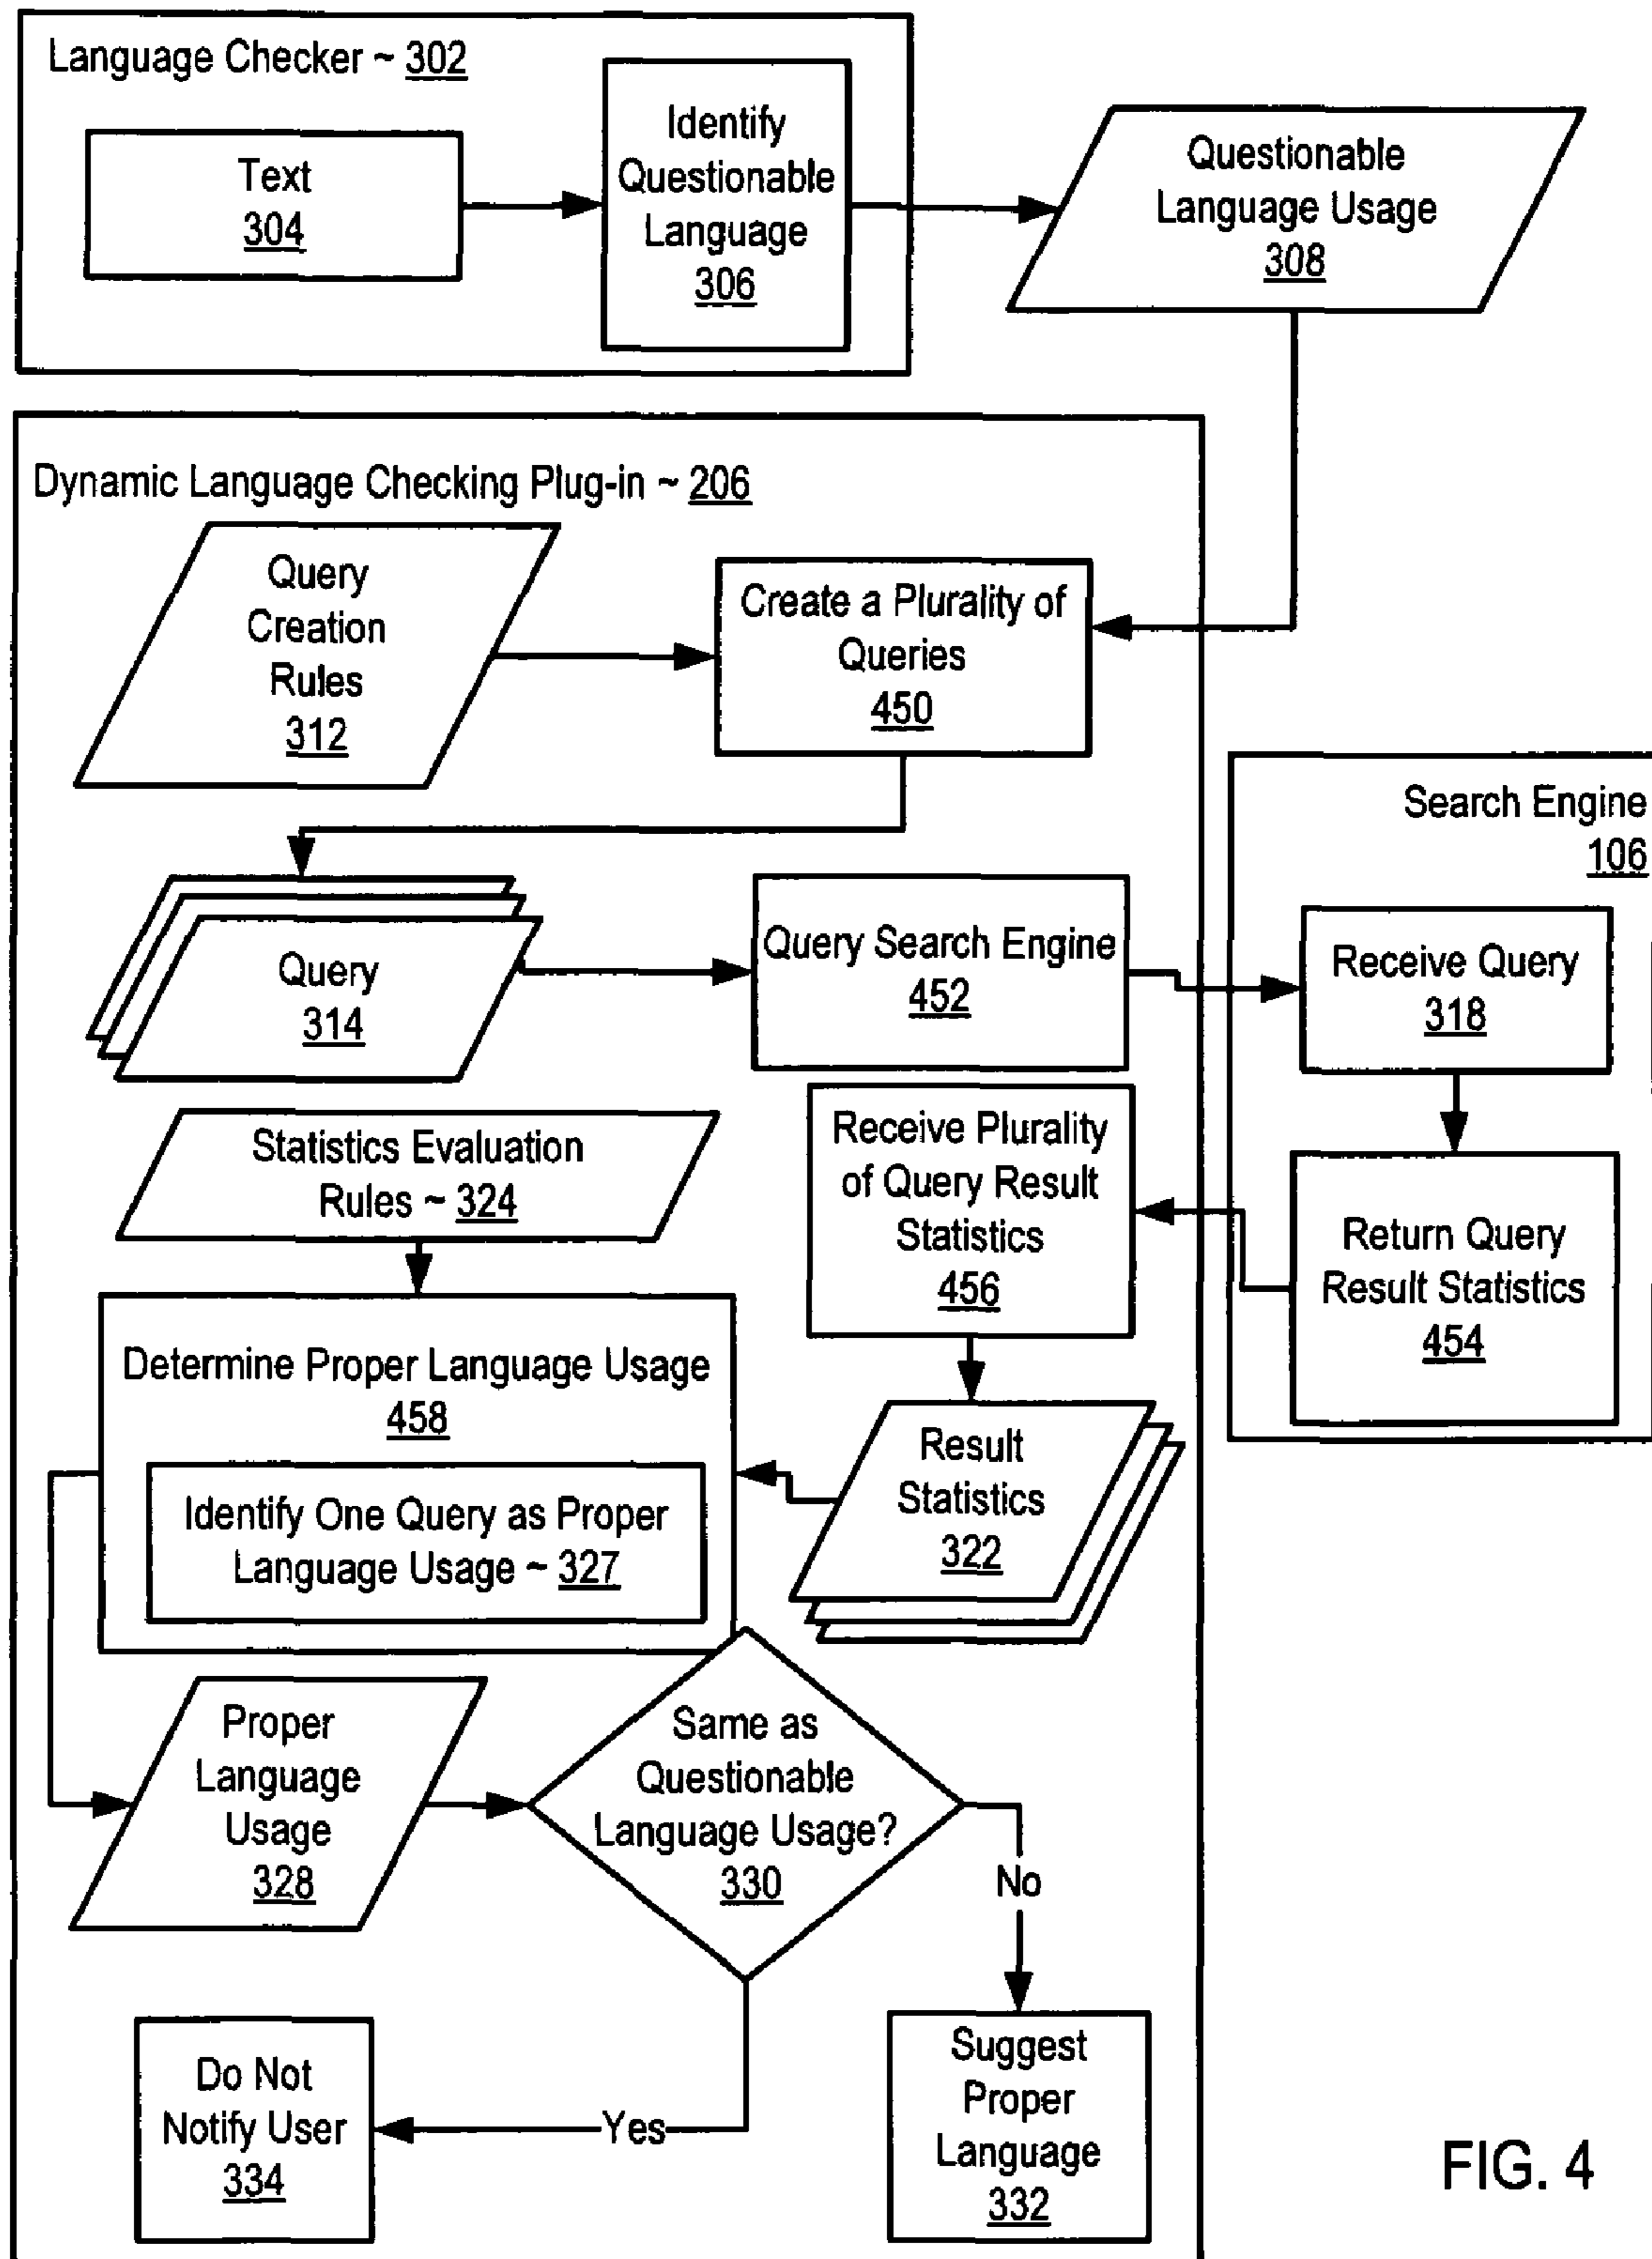 Language Checker ~ 302
Text
304
Identify
Questionable
Language
306
Questionable
Language Usage
308
Dynamic Language Checking Plug-in ~ 206
Query
Creation
Rules
312
Create a Plurality of
Queries
450
Search Engine
106
Query
314
Query Search Engine
452
Receive Query
318
Statistics Evaluation
Rules ~ 324
Receive Plurality
of Query Result
Statistics
456
Return Query
Result Statistics
454
Determine Proper Language Usage
458
Identify One Query as Proper
Language Usage ~ 327
Result
Statistics
322
Proper
Language
Usage
328
Same as
Questionable
Language Usage?
330
No
Yes
Do Not
Notify User
334
Suggest
Proper
Language
332
FIG. 4